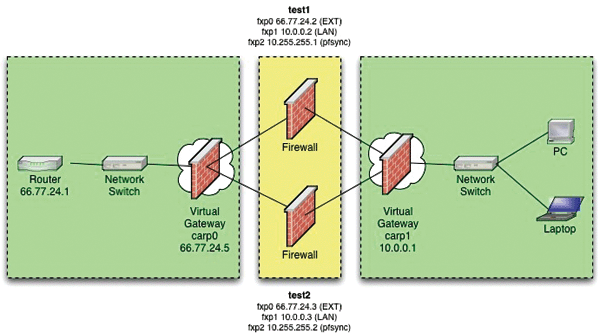 test1
fxp0 66.77.24.2 (EXT)
fxp1 10.0.0.2 (LAN)
fxp2 10.255.255.1 (pfsync)
Firewall
Router
66.77.24.1
Network
Switch
Virtual
Gateway
carp0
66.77.24.5
Firewall
Virtual
Gateway
carp1
10.0.0.1
Network
Switch
PC
Laptop
test2
fxp0 66.77.24.3 (EXT)
fxp1 10.0.0.3 (LAN)
fxp2 10.255.255.2 (pfsync)